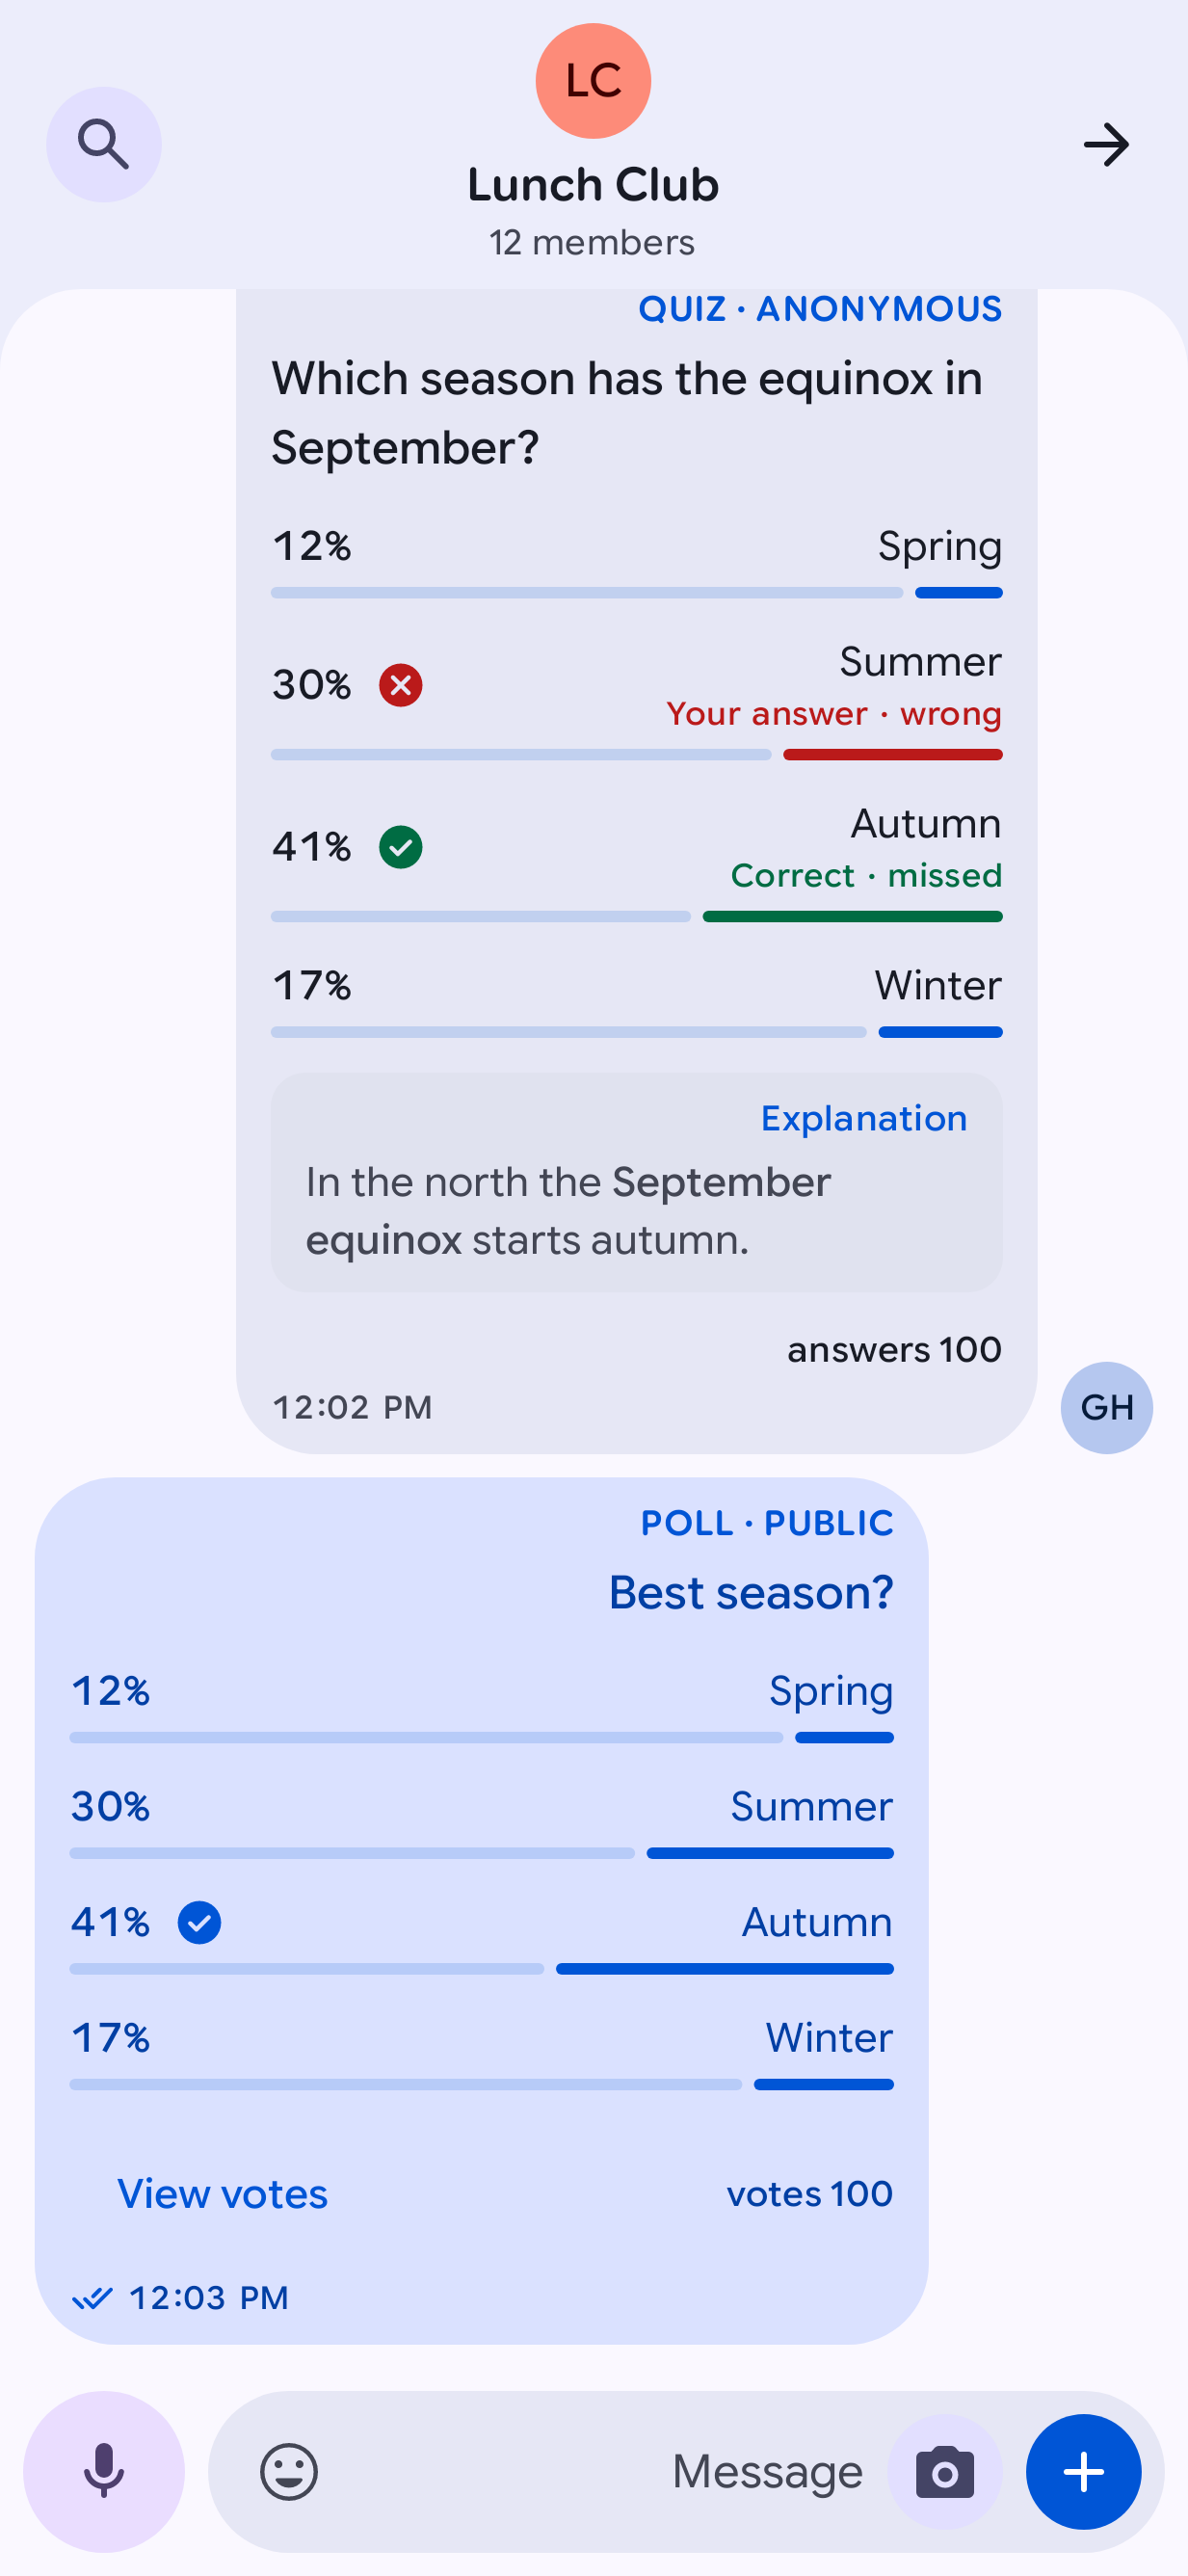 LC
Lunch Club
12 members
QUIZ · ANONYMOUS
Which season has the equinox in
September?
12% Spring
30% Summer
Your answer · wrong
41% Autumn
Correct · missed
17% Winter
Explanation
In the north the September
equinox starts autumn.
answers 100
12:02 PM
GH
POLL · PUBLIC
Best season?
12% Spring
30% Summer
41% Autumn
17% Winter
View votes votes 100
12:03 PM
Message